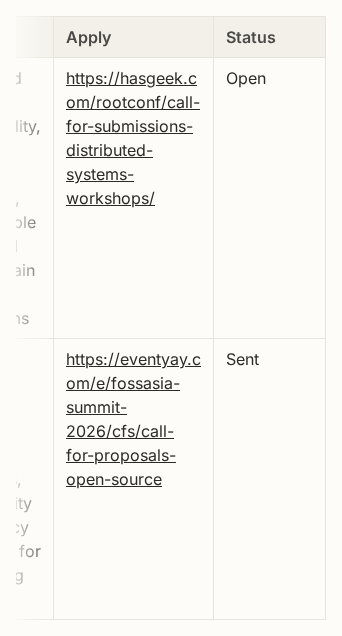 Apply Status
https://hasgeek.c Open
om/rootconf/call-
for-submissions-
distributed-
systems-
workshops/
https://eventyay.c Sent
om/e/fossasia-
summit-
2026/cfs/call-
for-proposals-
open-source
for